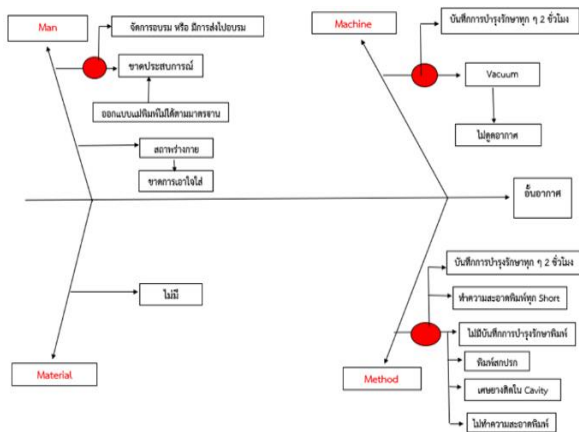 Man
จัดการอบรม หรือ มีการส่งไปอบรม
ขาดประสบการณ์
ออกแบบแม่พิมพ์ไม่ได้ตามมาตรฐาน
สภาพร่างกาย
ขาดการเอาใจใส่
Machine
บันทึกการบำรุงรักษาทุก ๆ 2 ชั่วโมง
Vacuum
ไม่ดูดอากาศ
อั้นอากาศ
ไม่มี
Material
บันทึกการบำรุงรักษาทุก ๆ 2 ชั่วโมง
ทำความสะอาดพิมพ์ทุก Short
ไม่มีบันทึกการบำรุงรักษาพิมพ์
พิมพ์สกปรก
เศษยางติดใน Cavity
ไม่ทำความสะอาดพิมพ์
Method